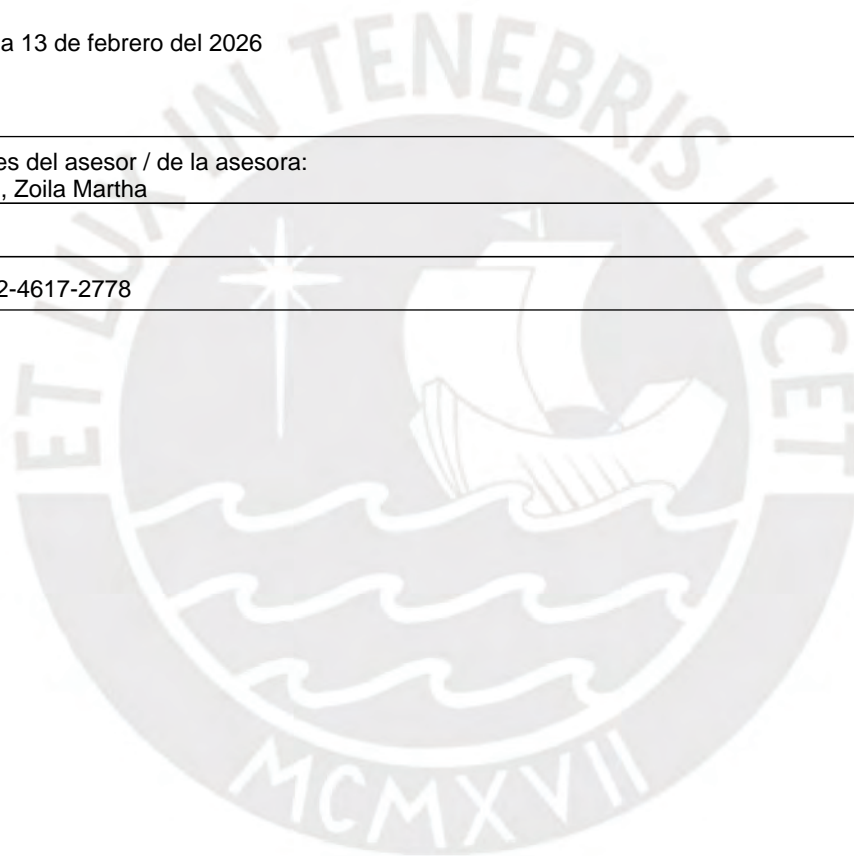 a 13 de febrero del 2026
es del asesor / de la asesora:
, Zoila Martha
2-4617-2778
ET LUX IN TENEBRIS LUCET
MCMXVII